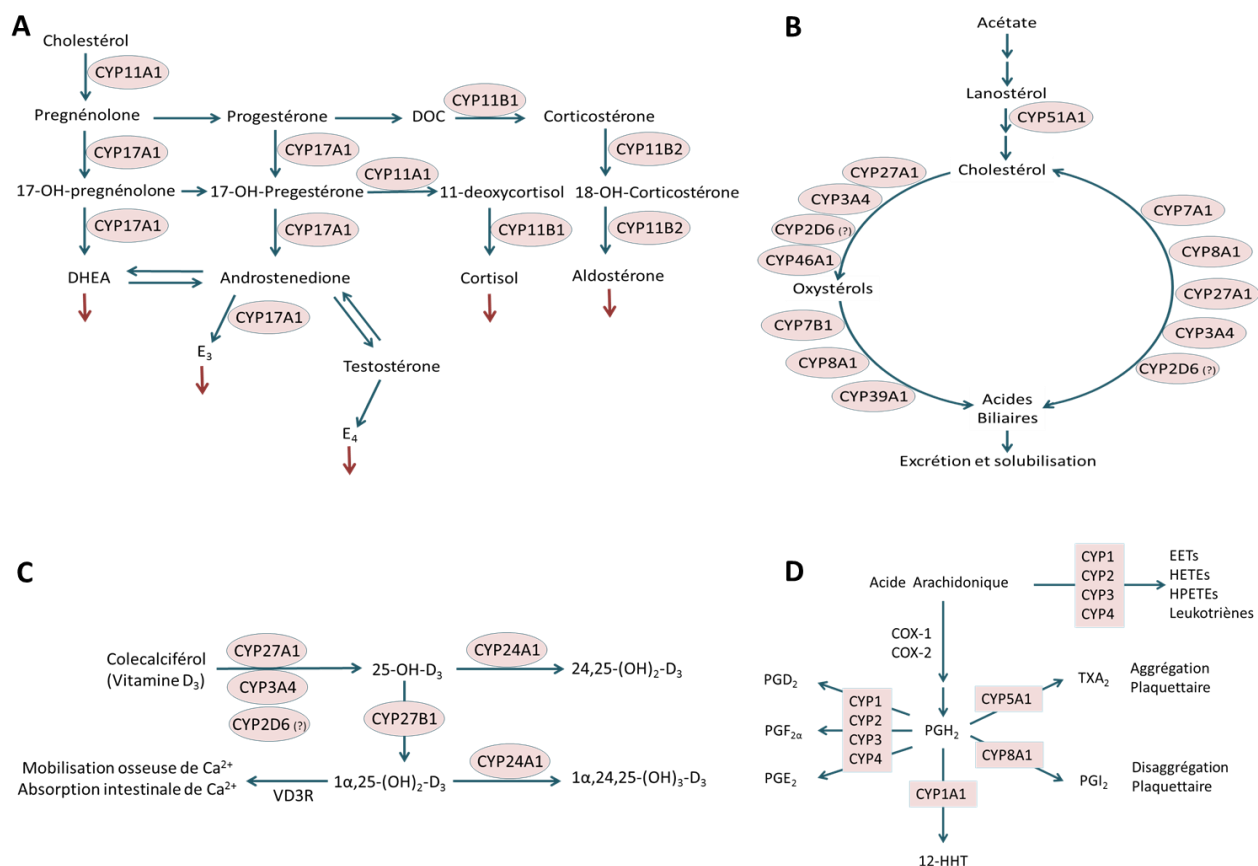 A
Cholestérol
CYP11A1
Pregnénolone
Progestérone
DOC
CYP11B1
Corticostérone
CYP17A1
CYP17A1
CYP11A1
CYP11B2
17-OH-pregnénolone
17-OH-Pregestérone
11-deoxycortisol
18-OH-Corticostérone
CYP17A1
CYP17A1
CYP11B1
CYP11B2
DHEA
Androstenedione
Cortisol
Aldostérone
CYP17A1
E₃
Testostérone
E₄
B
Acétate
Lanostérol
CYP51A1
Cholestérol
CYP27A1
CYP3A4
CYP2D6 (?)
CYP46A1
Oxystérols
CYP7B1
CYP8A1
CYP39A1
CYP7A1
CYP8A1
CYP27A1
CYP3A4
CYP2D6 (?)
Acides
Biliaires
Excrétion et solubilisation
C
Colecalciférol
(Vitamine D₃)
CYP27A1
CYP3A4
CYP2D6 (?)
25-OH-D₃
CYP24A1
24,25-(OH)₂-D₃
CYP27B1
Mobilisation osseuse de Ca²⁺
Absorption intestinale de Ca²⁺
VD3R
1α,25-(OH)₂-D₃
CYP24A1
1α,24,25-(OH)₃-D₃
D
Acide Arachidonique
CYP1
CYP2
CYP3
CYP4
EETs
HETEs
HPETEs
Leukotriènes
COX-1
COX-2
PGD₂
PGF₂α
PGE₂
CYP1
CYP2
CYP3
CYP4
PGH₂
CYP5A1
TXA₂
Aggrégation
Plaquettaire
CYP8A1
PGI₂
Disaggrégation
Plaquettaire
CYP1A1
12-HHT